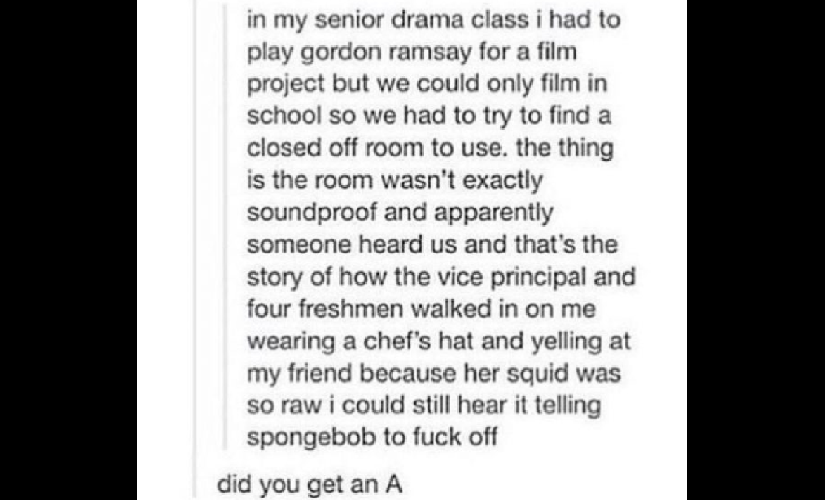 in my senior drama class i had to
play gordon ramsay for a film
project but we could only film in
school so we had to try to find a
closed off room to use. the thing
is the room wasn't exactly
soundproof and apparently
someone heard us and that's the
story of how the vice principal and
four freshmen walked in on me
wearing a chef's hat and yelling at
my friend because her squid was
so raw i could still hear it telling
spongebob to fuck off
did you get an A